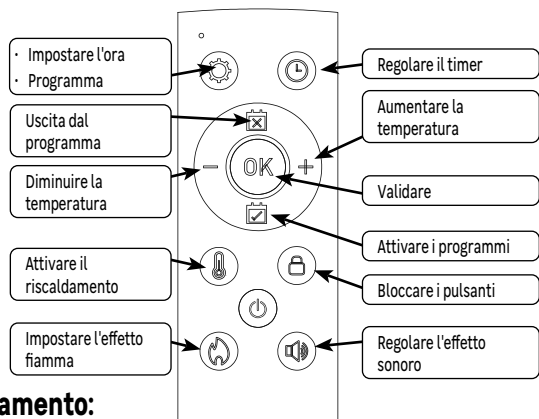 · Impostare l'ora
· Programma
Uscita dal
programma
Diminuire la
temperatura
Attivare il
riscaldamento
Impostare l'effetto
fiamma
OK
Regolare il timer
Aumentare la
temperatura
Validare
Attivare i programmi
Bloccare i pulsanti
Regolare l'effetto
sonoro
amento: